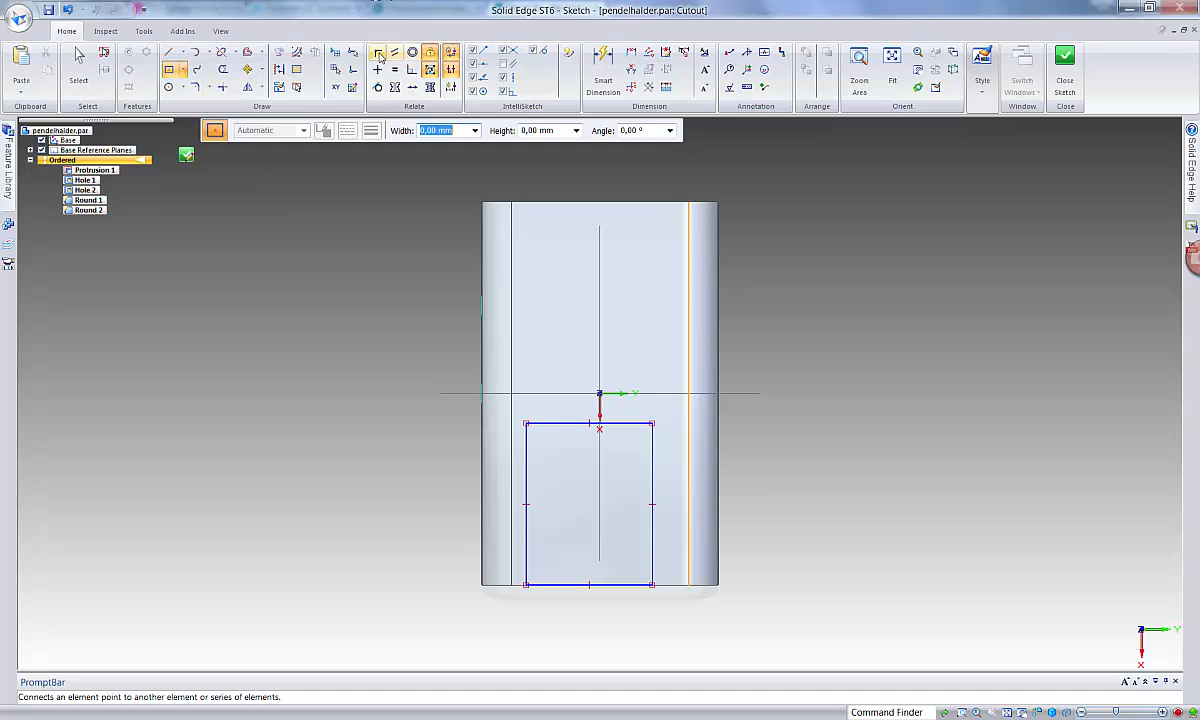 Solid Edge ST6 - Sketch - [pendelhalder.par: Cutout]
Home Inspect Tools Add Ins View
Paste
Select
Smart Dimension
Zoom Area
Fit
Style
Switch Windows
Close Sketch
Clipboard Select Features Draw Relate IntelliSketch Dimension Annotation Arrange Orient Window Close
Automatic Width: 0,00 mm Height: 0,00 mm Angle: 0,00 °
pendelhalder.par
Base
Base Reference Planes
Ordered
Protrusion 1
Hole 1
Hole 2
Round 1
Round 2
Feature Library
Solid Edge Help
XY
Z
Y
X
Z
Y
X
PromptBar
Connects an element point to another element or series of elements.
Command Finder